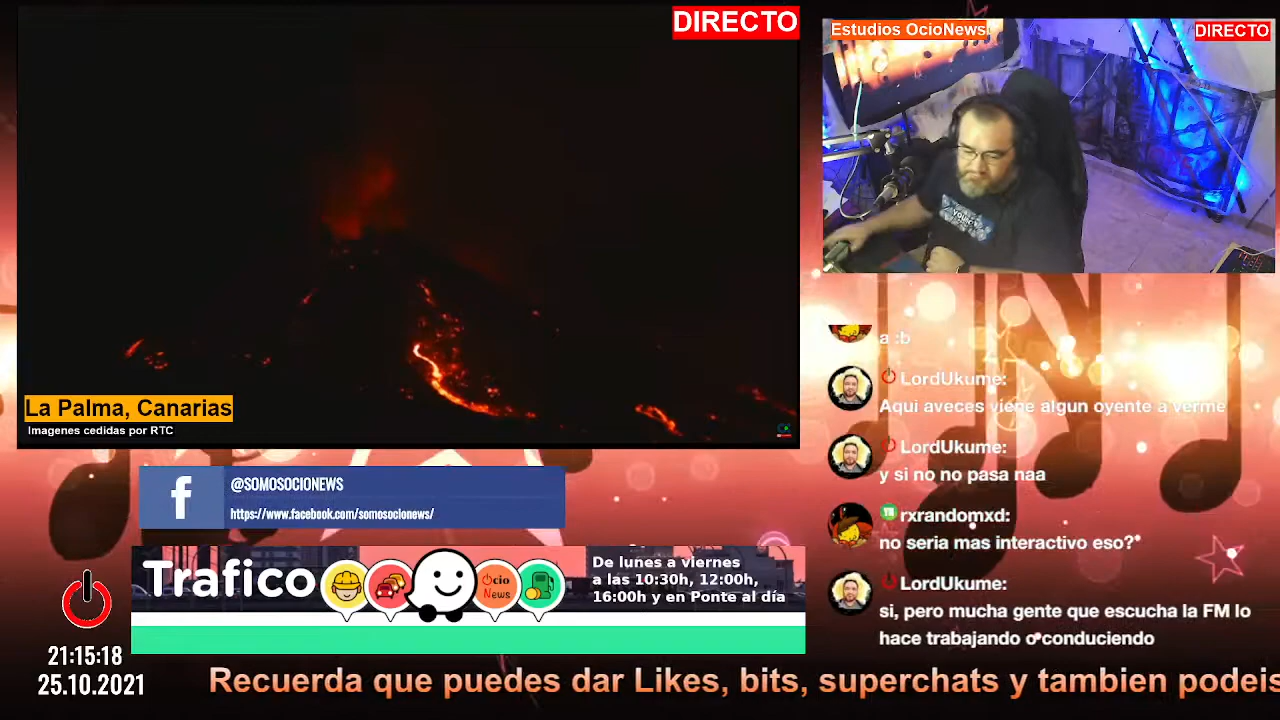 DIRECTO
Estudios OcioNews
DIRECTO
La Palma, Canarias
Imagenes cedidas por RTC
a :b
LordUkume:
Aqui aveces viene algun oyente a verme
LordUkume:
y si no no pasa naa
rxrandomxd:
no seria mas interactivo eso?
LordUkume:
si, pero mucha gente que escucha la FM lo
hace trabajando o conduciendo
@SOMOSOCIONEWS
https://www.facebook.com/somosocionews/
Trafico
Ocio
News
De lunes a viernes
a las 10:30h, 12:00h,
16:00h y en Ponte al día
21:15:18
25.10.2021
Recuerda que puedes dar Likes, bits, superchats y tambien podeis